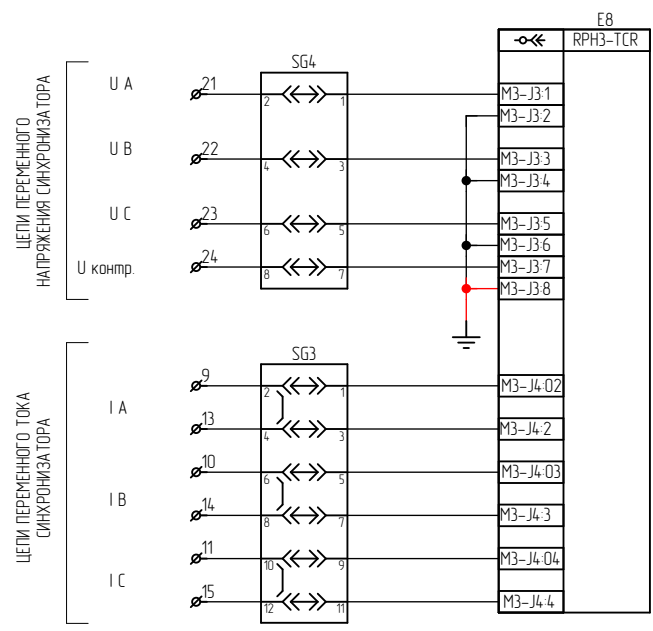 E8
RPH3-TCR
SG4
ЦЕПИ ПЕРЕМЕННОГО
НАПРЯЖЕНИЯ СИНХРОНИЗАТОРА
U A
21
2
1
M3-J3:1
M3-J3:2
U B
22
4
3
M3-J3:3
M3-J3:4
U C
23
6
5
M3-J3:5
M3-J3:6
U контр.
24
8
7
M3-J3:7
M3-J3:8
SG3
ЦЕПИ ПЕРЕМЕННОГО ТОКА
СИНХРОНИЗАТОРА
9
2
1
M3-J4:02
I A
13
4
3
M3-J4:2
10
6
5
M3-J4:03
I B
14
8
7
M3-J4:3
11
10
9
M3-J4:04
I C
15
12
11
M3-J4:4